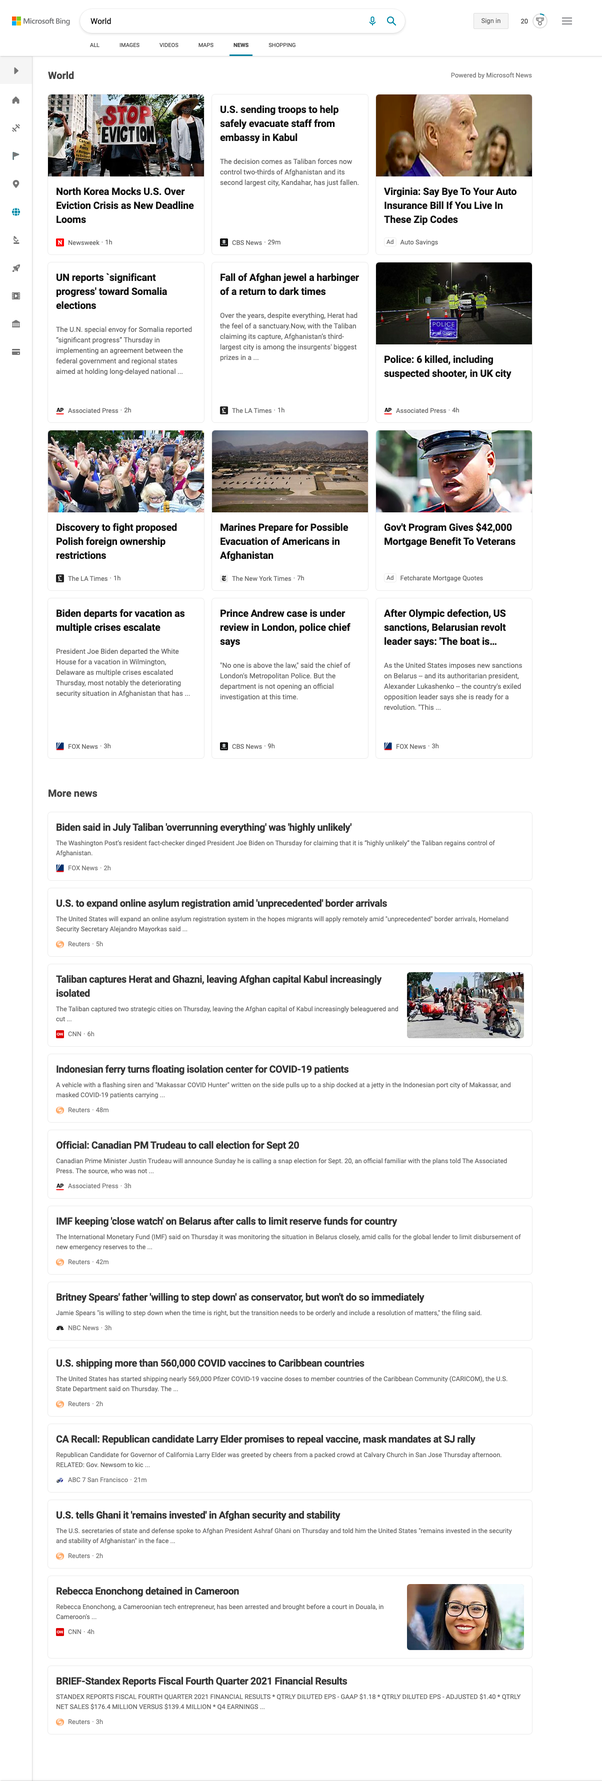 Microsoft Bing
World
Sign in
20
ALL
IMAGES
VIDEOS
MAPS
NEWS
SHOPPING
World
Powered by Microsoft News
STOP
EVICTION
North Korea Mocks U.S. Over
Eviction Crisis as New Deadline
Looms
Newsweek · 1h
U.S. sending troops to help
safely evacuate staff from
embassy in Kabul
The decision comes as Taliban forces now
control two-thirds of Afghanistan and its
second largest city, Kandahar, has just fallen.
CBS News · 29m
Virginia: Say Bye To Your Auto
Insurance Bill If You Live In
These Zip Codes
Ad Auto Savings
UN reports `significant
progress' toward Somalia
elections
The U.N. special envoy for Somalia reported
"significant progress" Thursday in
implementing an agreement between the
federal government and regional states
aimed at holding long-delayed national ...
AP Associated Press · 2h
Fall of Afghan jewel a harbinger
of a return to dark times
Over the years, despite everything, Herat had
the feel of a sanctuary.Now, with the Taliban
claiming its capture, Afghanistan's third-
largest city is among the insurgents' biggest
prizes in a ...
The LA Times · 1h
POLICE
Police: 6 killed, including
suspected shooter, in UK city
AP Associated Press · 4h
Discovery to fight proposed
Polish foreign ownership
restrictions
The LA Times · 1h
Marines Prepare for Possible
Evacuation of Americans in
Afghanistan
The New York Times · 7h
Gov't Program Gives $42,000
Mortgage Benefit To Veterans
Ad Fetcharate Mortgage Quotes
Biden departs for vacation as
multiple crises escalate
President Joe Biden departed the White
House for a vacation in Wilmington,
Delaware as multiple crises escalated
Thursday, most notably the deteriorating
security situation in Afghanistan that has ...
FOX News · 3h
Prince Andrew case is under
review in London, police chief
says
"No one is above the law," said the chief of
London's Metropolitan Police. But the
department is not opening an official
investigation at this time.
CBS News · 9h
After Olympic defection, US
sanctions, Belarusian revolt
leader says: 'The boat is...
As the United States imposes new sanctions
on Belarus – and its authoritarian president,
Alexander Lukashenko – the country's exiled
opposition leader says she is ready for a
revolution. "This ...
FOX News · 3h
More news
Biden said in July Taliban 'overrunning everything' was 'highly unlikely'
The Washington Post's resident fact-checker dinged President Joe Biden on Thursday for claiming that it is "highly unlikely" the Taliban regains control of
Afghanistan.
FOX News · 2h
U.S. to expand online asylum registration amid 'unprecedented' border arrivals
The United States will expand an online asylum registration system in the hopes migrants will apply remotely amid "unprecedented" border arrivals, Homeland
Security Secretary Alejandro Mayorkas said ...
Reuters · 5h
Taliban captures Herat and Ghazni, leaving Afghan capital Kabul increasingly
isolated
The Taliban captured two strategic cities on Thursday, leaving the Afghan capital of Kabul increasingly beleaguered and
cut ...
CNN CNN · 6h
Indonesian ferry turns floating isolation center for COVID-19 patients
A vehicle with a flashing siren and "Makassar COVID Hunter" written on the side pulls up to a ship docked at a jetty in the Indonesian port city of Makassar, and
masked COVID-19 patients carrying ...
Reuters · 48m
Official: Canadian PM Trudeau to call election for Sept 20
Canadian Prime Minister Justin Trudeau will announce Sunday he is calling a snap election for Sept. 20, an official familiar with the plans told The Associated
Press. The source, who was not ...
AP Associated Press · 3h
IMF keeping 'close watch' on Belarus after calls to limit reserve funds for country
The International Monetary Fund (IMF) said on Thursday it was monitoring the situation in Belarus closely, amid calls for the global lender to limit disbursement of
new emergency reserves to the ...
Reuters · 42m
Britney Spears' father 'willing to step down' as conservator, but won't do so immediately
Jamie Spears "is willing to step down when the time is right, but the transition needs to be orderly and include a resolution of matters," the filing said.
NBC News · 3h
U.S. shipping more than 560,000 COVID vaccines to Caribbean countries
The United States has started shipping nearly 569,000 Pfizer COVID-19 vaccine doses to member countries of the Caribbean Community (CARICOM), the U.S.
State Department said on Thursday. The ...
Reuters · 2h
CA Recall: Republican candidate Larry Elder promises to repeal vaccine, mask mandates at SJ rally
Republican Candidate for Governor of California Larry Elder was greeted by cheers from a packed crowd at Calvary Church in San Jose Thursday afternoon.
RELATED: Gov. Newsom to kic ...
ABC 7 San Francisco · 21m
U.S. tells Ghani it 'remains invested' in Afghan security and stability
The U.S. secretaries of state and defense spoke to Afghan President Ashraf Ghani on Thursday and told him the United States "remains invested in the security
and stability of Afghanistan" in the face ...
Reuters · 2h
Rebecca Enonchong detained in Cameroon
Rebecca Enonchong, a Cameroonian tech entrepreneur, has been arrested and brought before a court in Douala, in
Cameroon's ...
CNN CNN · 4h
BRIEF-Standex Reports Fiscal Fourth Quarter 2021 Financial Results
STANDEX REPORTS FISCAL FOURTH QUARTER 2021 FINANCIAL RESULTS * QTRLY DILUTED EPS - GAAP $1.18 * QTRLY DILUTED EPS - ADJUSTED $1.40 * QTRLY
NET SALES $176.4 MILLION VERSUS $139.4 MILLION * Q4 EARNINGS ...
Reuters · 3h